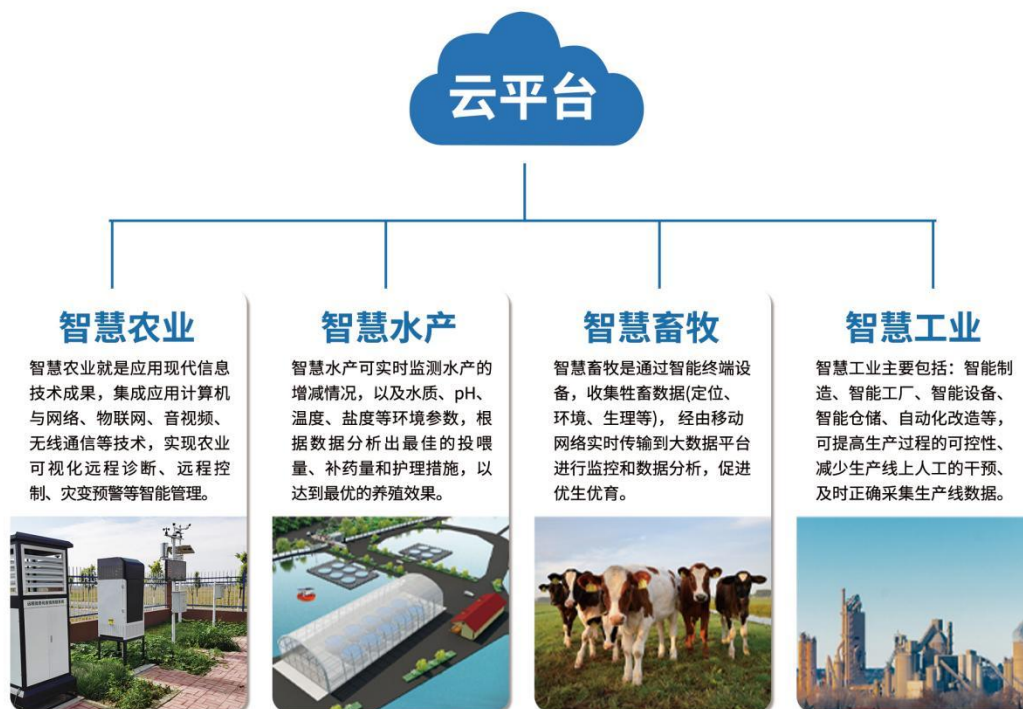 云平台
智慧农业
智慧农业就是应用现代信息
技术成果，集成应用计算机
与网络、物联网、音视频、
无线通信等技术，实现农业
可视化远程诊断、远程控
制、灾变预警等智能管理。
智慧水产
智慧水产可实时监测水产的
增减情况，以及水质、pH、
温度、盐度等环境参数，根
据数据分析出最佳的投喂
量、补药量和护理措施，以
达到最优的养殖效果。
智慧畜牧
智慧畜牧是通过智能终端设
备，收集牲畜数据(定位、
环境、生理等)， 经由移动
网络实时传输到大数据平台
进行监控和数据分析，促进
优生优育。
智慧工业
智慧工业主要包括：智能制
造、智能工厂、智能设备、
智能仓储、自动化改造等，
可提高生产过程的可控性、
减少生产线上人工的干预、
及时正确采集生产线数据。